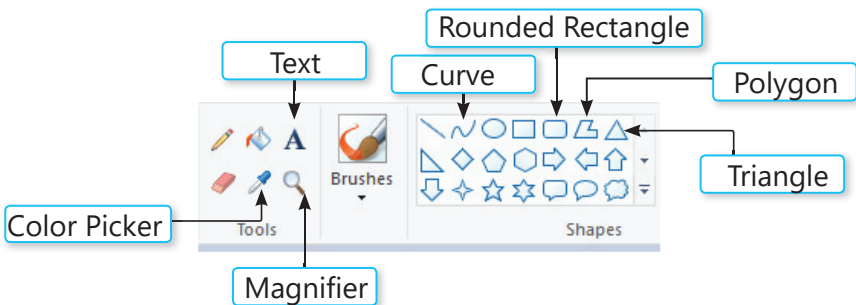 Rounded Rectangle
Text
Curve
Polygon
A
Brushes
Triangle
Color Picker
Tools
Shapes
Magnifier